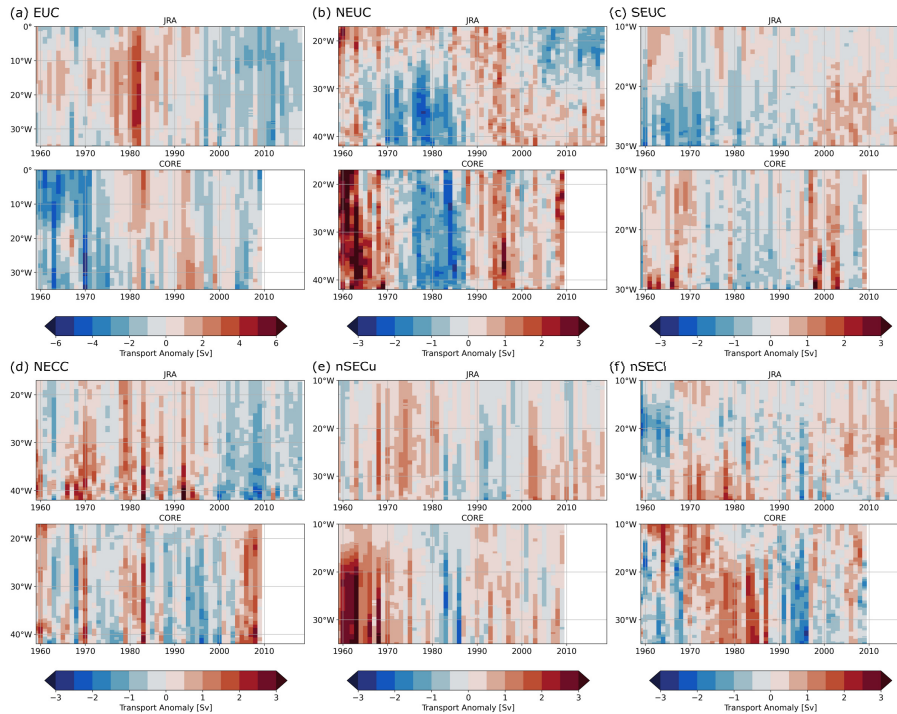 (a) EUC
JRA
0°
10°W
20°W
30°W
1960 1970 1980 1990 2000 2010
CORE
0°
10°W
20°W
30°W
1960 1970 1980 1990 2000 2010
−6 −4 −2 0 2 4 6
Transport Anomaly [Sv]
(b) NEUC
JRA
20°W
30°W
40°W
1960 1970 1980 1990 2000 2010
CORE
20°W
30°W
40°W
1960 1970 1980 1990 2000 2010
−3 −2 −1 0 1 2 3
Transport Anomaly [Sv]
(c) SEUC
JRA
10°W
20°W
30°W
1960 1970 1980 1990 2000 2010
CORE
10°W
20°W
30°W
1960 1970 1980 1990 2000 2010
−3 −2 −1 0 1 2 3
Transport Anomaly [Sv]
(d) NECC
JRA
20°W
30°W
40°W
1960 1970 1980 1990 2000 2010
CORE
20°W
30°W
40°W
1960 1970 1980 1990 2000 2010
−3 −2 −1 0 1 2 3
Transport Anomaly [Sv]
(e) nSECu
JRA
10°W
20°W
30°W
1960 1970 1980 1990 2000 2010
CORE
10°W
20°W
30°W
1960 1970 1980 1990 2000 2010
−3 −2 −1 0 1 2 3
Transport Anomaly [Sv]
(f) nSECl
JRA
10°W
20°W
30°W
1960 1970 1980 1990 2000 2010
CORE
10°W
20°W
30°W
1960 1970 1980 1990 2000 2010
−3 −2 −1 0 1 2 3
Transport Anomaly [Sv]